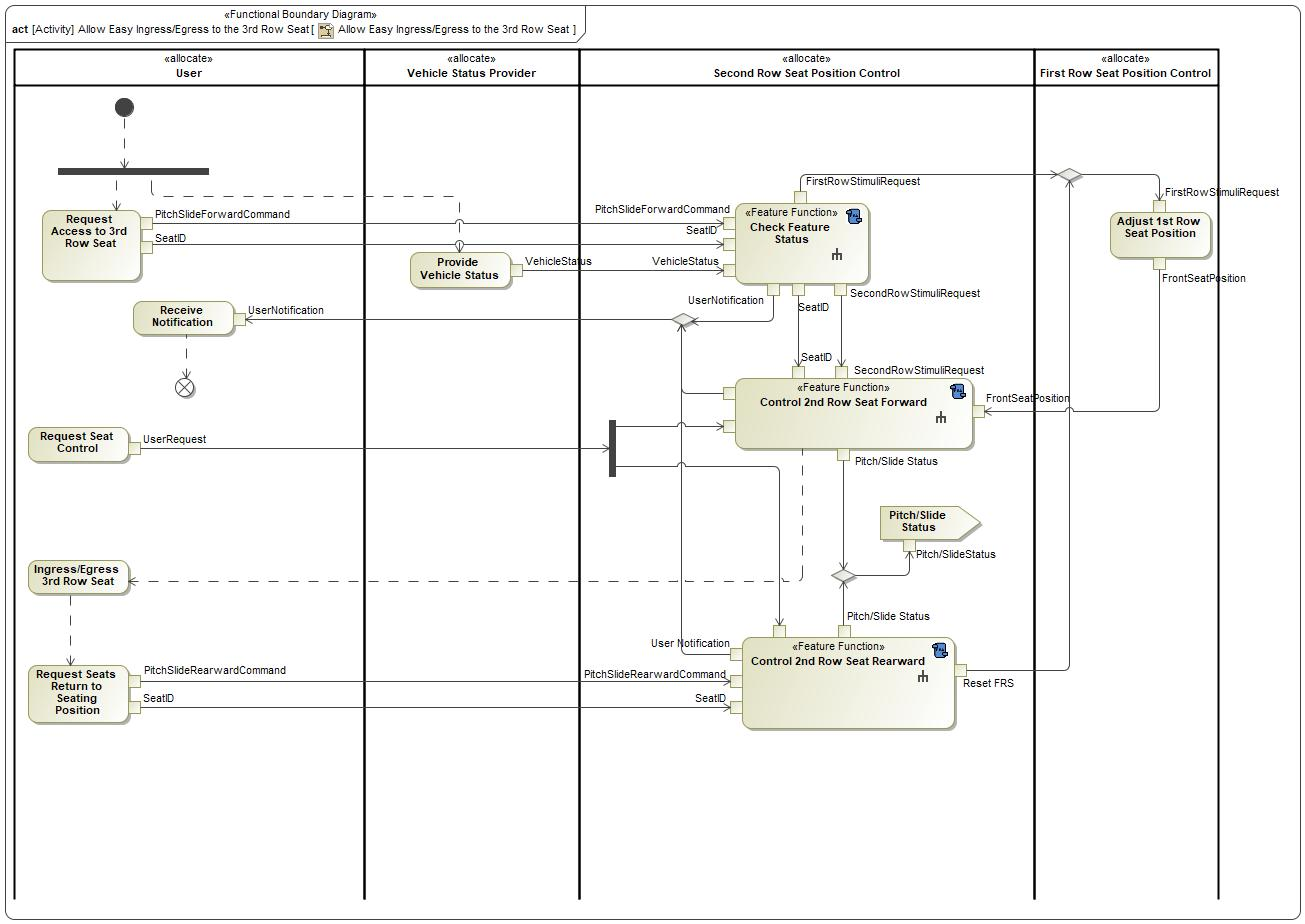 «Functional Boundary Diagram»
act [Activity] Allow Easy Ingress/Egress to the 3rd Row Seat [ Allow Easy Ingress/Egress to the 3rd Row Seat ]
«allocate»
User
«allocate»
Vehicle Status Provider
«allocate»
Second Row Seat Position Control
«allocate»
First Row Seat Position Control
FirstRowStimuliRequest
FirstRowStimuliRequest
Request
Access to 3rd
Row Seat
PitchSlideForwardCommand
SeatID
PitchSlideForwardCommand
SeatID
«Feature Function»
Check Feature
Status
Adjust 1st Row
Seat Position
Provide
Vehicle Status
VehicleStatus
VehicleStatus
FrontSeatPosition
UserNotification
SeatID
SecondRowStimuliRequest
Receive
Notification
UserNotification
SeatID
SecondRowStimuliRequest
«Feature Function»
Control 2nd Row Seat Forward
FrontSeatPosition
Request Seat
Control
UserRequest
Pitch/Slide Status
Pitch/Slide
Status
Pitch/SlideStatus
Ingress/Egress
3rd Row Seat
Pitch/Slide Status
User Notification
«Feature Function»
Control 2nd Row Seat Rearward
Request Seats
Return to
Seating
Position
PitchSlideRearwardCommand
SeatID
PitchSlideRearwardCommand
SeatID
Reset FRS